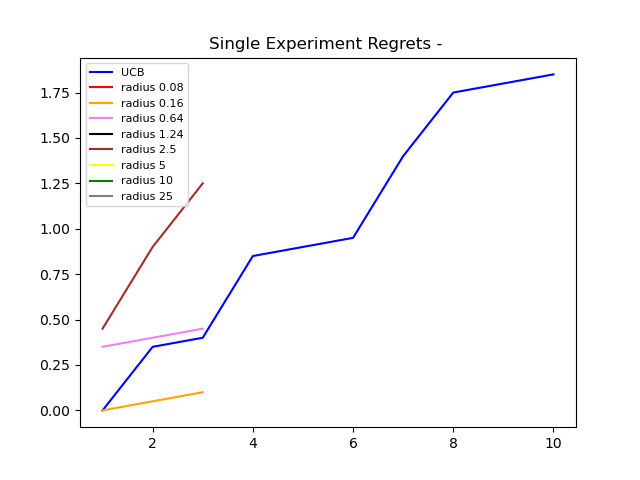 Single Experiment Regrets -
UCB
radius 0.08
radius 0.16
radius 0.64
radius 1.24
radius 2.5
radius 5
radius 10
radius 25
1.75
1.50
1.25
1.00
0.75
0.50
0.25
0.00
2 4 6 8 10